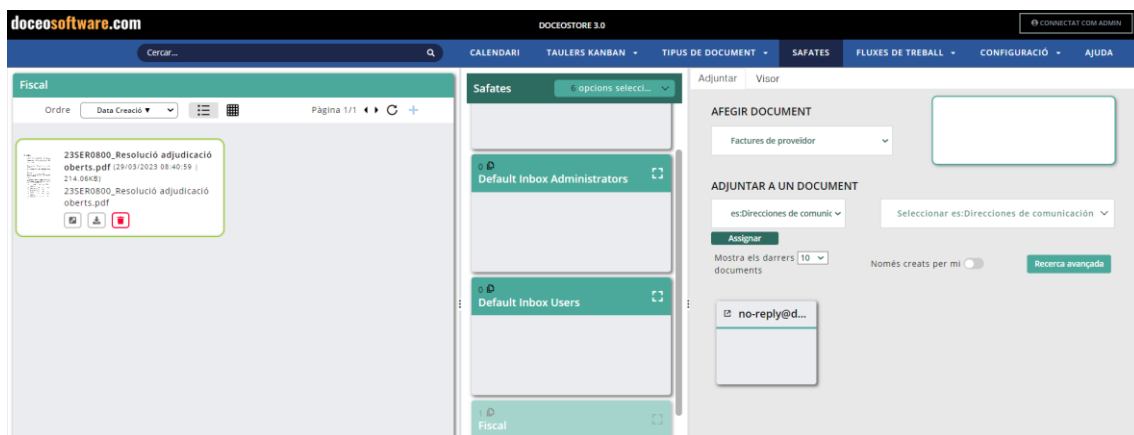 doceosoftware.com
DOCEOSTORE 3.0
CONNECTAT COM ADMIN
Cercar...
CALENDARI
TAULERS KANBAN
TIPUS DE DOCUMENT
SAFATES
FLUXES DE TREBALL
CONFIGURACIÓ
AJUDA
Fiscal
Ordre
Data Creació ▼
Pàgina 1/1
23SER0800_Resolució adjudicació
oberts.pdf (29/03/2023 08:40:59 |
214.06KB)
23SER0800_Resolució adjudicació
oberts.pdf
Safates
6 opcions selecci...
0
Default Inbox Administrators
0
Default Inbox Users
1
Fiscal
Adjuntar
Visor
AFEGIR DOCUMENT
Factures de proveïdor
ADJUNTAR A UN DOCUMENT
es:Direcciones de comunic
Seleccionar es:Direcciones de comunicación
Assignar
Mostra els darrers 10
documents
Només creats per mi
Recerca avançada
no-reply@d...